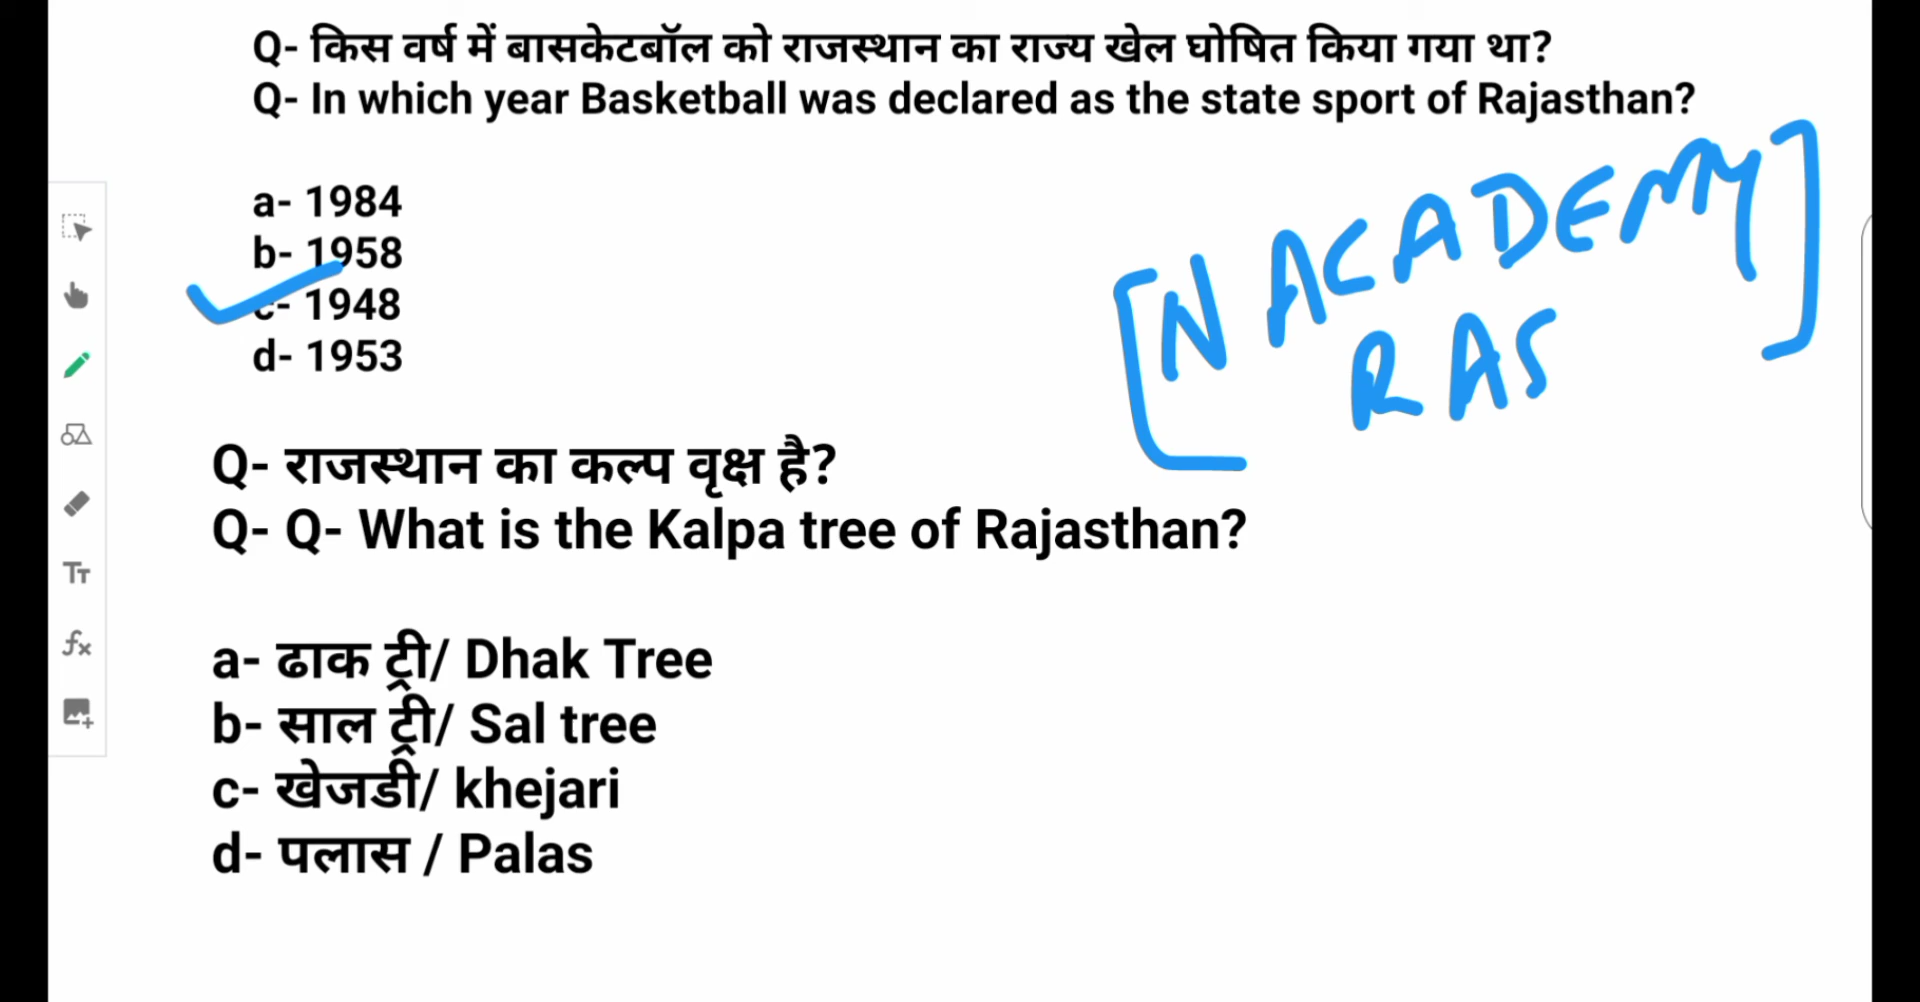 Q- किस वर्ष में बासकेटबॉल को राजस्थान का राज्य खेल घोषित किया गया था?
Q- In which year Basketball was declared as the state sport of Rajasthan?
a- 1984
b- 1958
c- 1948
d- 1953
[N ACADEMY]
RAS
Q- राजस्थान का कल्प वृक्ष है?
Q- Q- What is the Kalpa tree of Rajasthan?
a- ढाक ट्री/ Dhak Tree
b- साल ट्री/ Sal tree
c- खेजडी/ khejari
d- पलास / Palas
Tт
fx